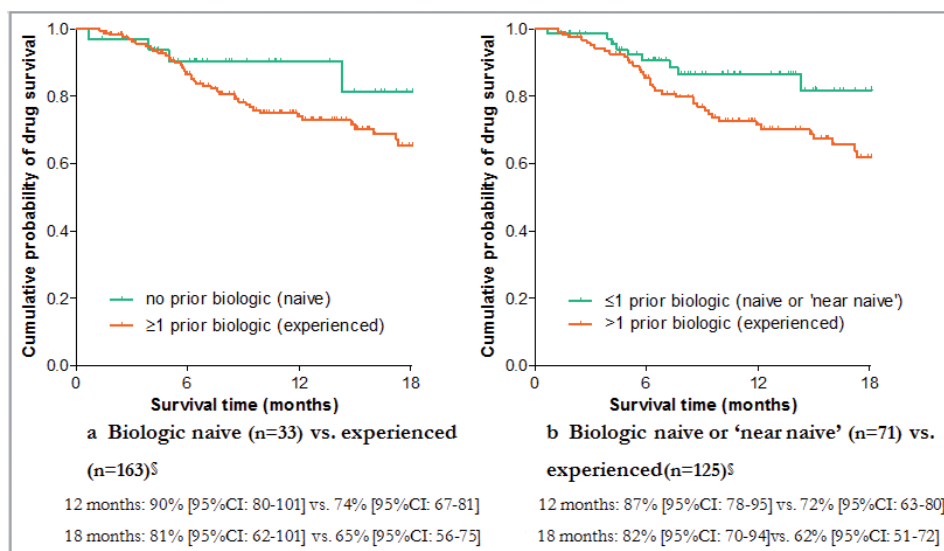 Cumulative probability of drug survival
1.0
0.8
0.6
0.4
0.2
0.0
no prior biologic (naive)
≥1 prior biologic (experienced)
0 6 12 18
Survival time (months)
a Biologic naive (n=33) vs. experienced
(n=163)§
12 months: 90% [95%CI: 80-101] vs. 74% [95%CI: 67-81]
18 months: 81% [95%CI: 62-101] vs. 65% [95%CI: 56-75]
Cumulative probability of drug survival
1.0
0.8
0.6
0.4
0.2
0.0
≤1 prior biologic (naive or 'near naive')
>1 prior biologic (experienced)
0 6 12 18
Survival time (months)
b Biologic naive or ‘near naive’ (n=71) vs.
experienced(n=125)§
12 months: 87% [95%CI: 78-95] vs. 72% [95%CI: 63-80]
18 months: 82% [95%CI: 70-94]vs. 62% [95%CI: 51-72]